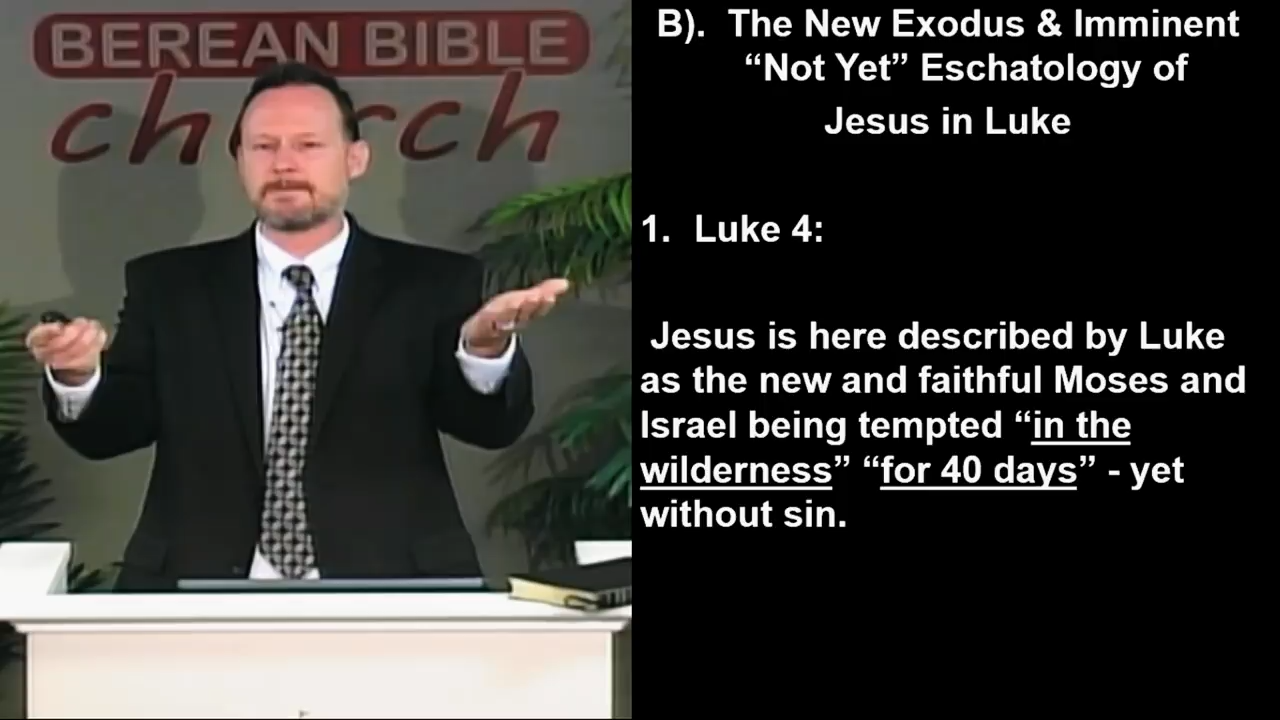 BEREAN BIBLE
church
B). The New Exodus & Imminent
“Not Yet” Eschatology of
Jesus in Luke
1. Luke 4:
Jesus is here described by Luke
as the new and faithful Moses and
Israel being tempted “in the
wilderness” “for 40 days” - yet
without sin.